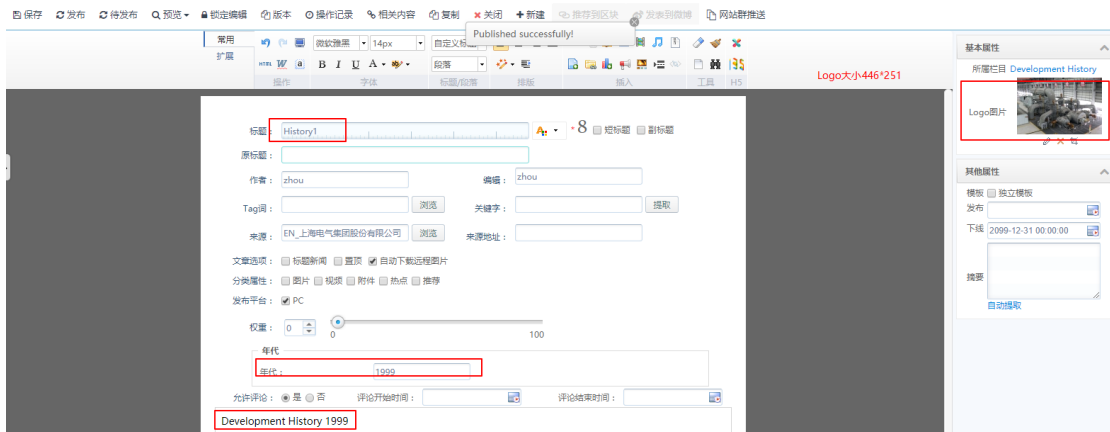 保存 发布 待发布 预览 锁定编辑 版本 操作记录 相关内容 复制 关闭 新建 推荐到区块 发表到微博 网站群推送
Published successfully!
常用
扩展
微软雅黑 14px 自定义标题
HTML W a B I U A ab 段落
操作 字体 标题/段落 排版 插入 工具 H5
Logo大小446*251
标题： History1 * 8 短标题 副标题
原标题：
作者： zhou 编辑： zhou
Tag词： 浏览 关键字： 提取
来源： EN_上海电气集团股份有限公司 浏览 来源地址：
文章选项： 标题新闻 置顶 自动下载远程图片
分类属性： 图片 视频 附件 热点 推荐
发布平台： PC
权重： 0 0 100
年代
年代： 1999
允许评论： 是 否 评论开始时间： 评论结束时间：
Development History 1999
基本属性
所属栏目 Development History
Logo图片
其他属性
模板 独立模板
发布
下线 2099-12-31 00:00:00
摘要
自动提取